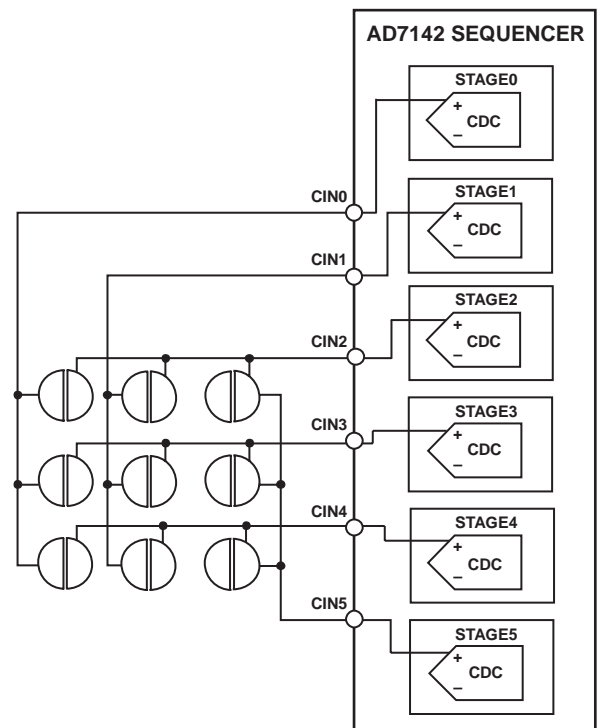 AD7142 SEQUENCER
STAGE0
+
CDC
–
CIN0
STAGE1
+
CDC
–
CIN1
STAGE2
+
CDC
–
CIN2
STAGE3
+
CDC
–
CIN3
STAGE4
+
CDC
–
CIN4
STAGE5
+
CDC
–
CIN5